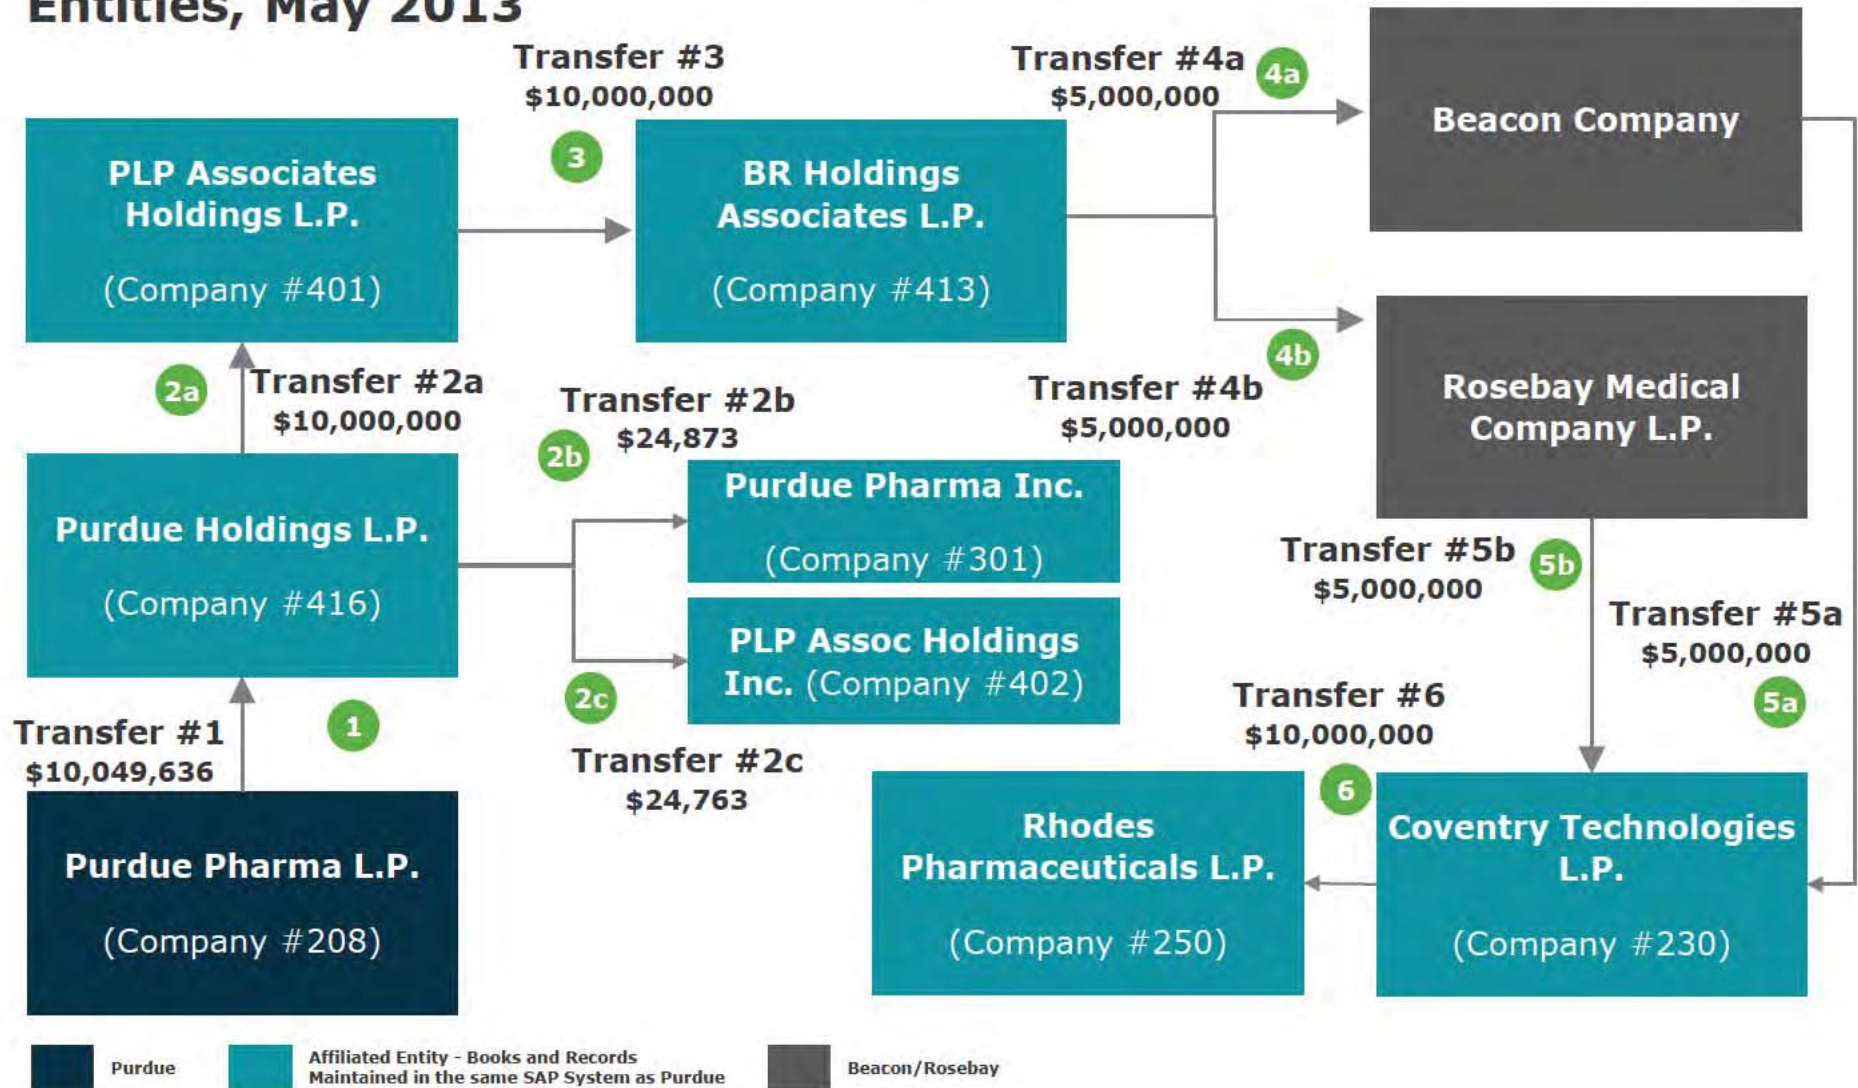 Entities, May 2013
Transfer #3
$10,000,000
3
Transfer #4a
$5,000,000
4a
Beacon Company
PLP Associates
Holdings L.P.
(Company #401)
BR Holdings
Associates L.P.
(Company #413)
2a
Transfer #2a
$10,000,000
Transfer #2b
$24,873
2b
4b
Transfer #4b
$5,000,000
Rosebay Medical
Company L.P.
Purdue Holdings L.P.
(Company #416)
Purdue Pharma Inc.
(Company #301)
PLP Assoc Holdings
Inc. (Company #402)
2c
Transfer #2c
$24,763
Transfer #5b
$5,000,000
5b
Transfer #5a
$5,000,000
5a
Transfer #1
$10,049,636
1
Transfer #6
$10,000,000
6
Purdue Pharma L.P.
(Company #208)
Rhodes
Pharmaceuticals L.P.
(Company #250)
Coventry Technologies
L.P.
(Company #230)
Purdue
Affiliated Entity - Books and Records
Maintained in the same SAP System as Purdue
Beacon/Rosebay